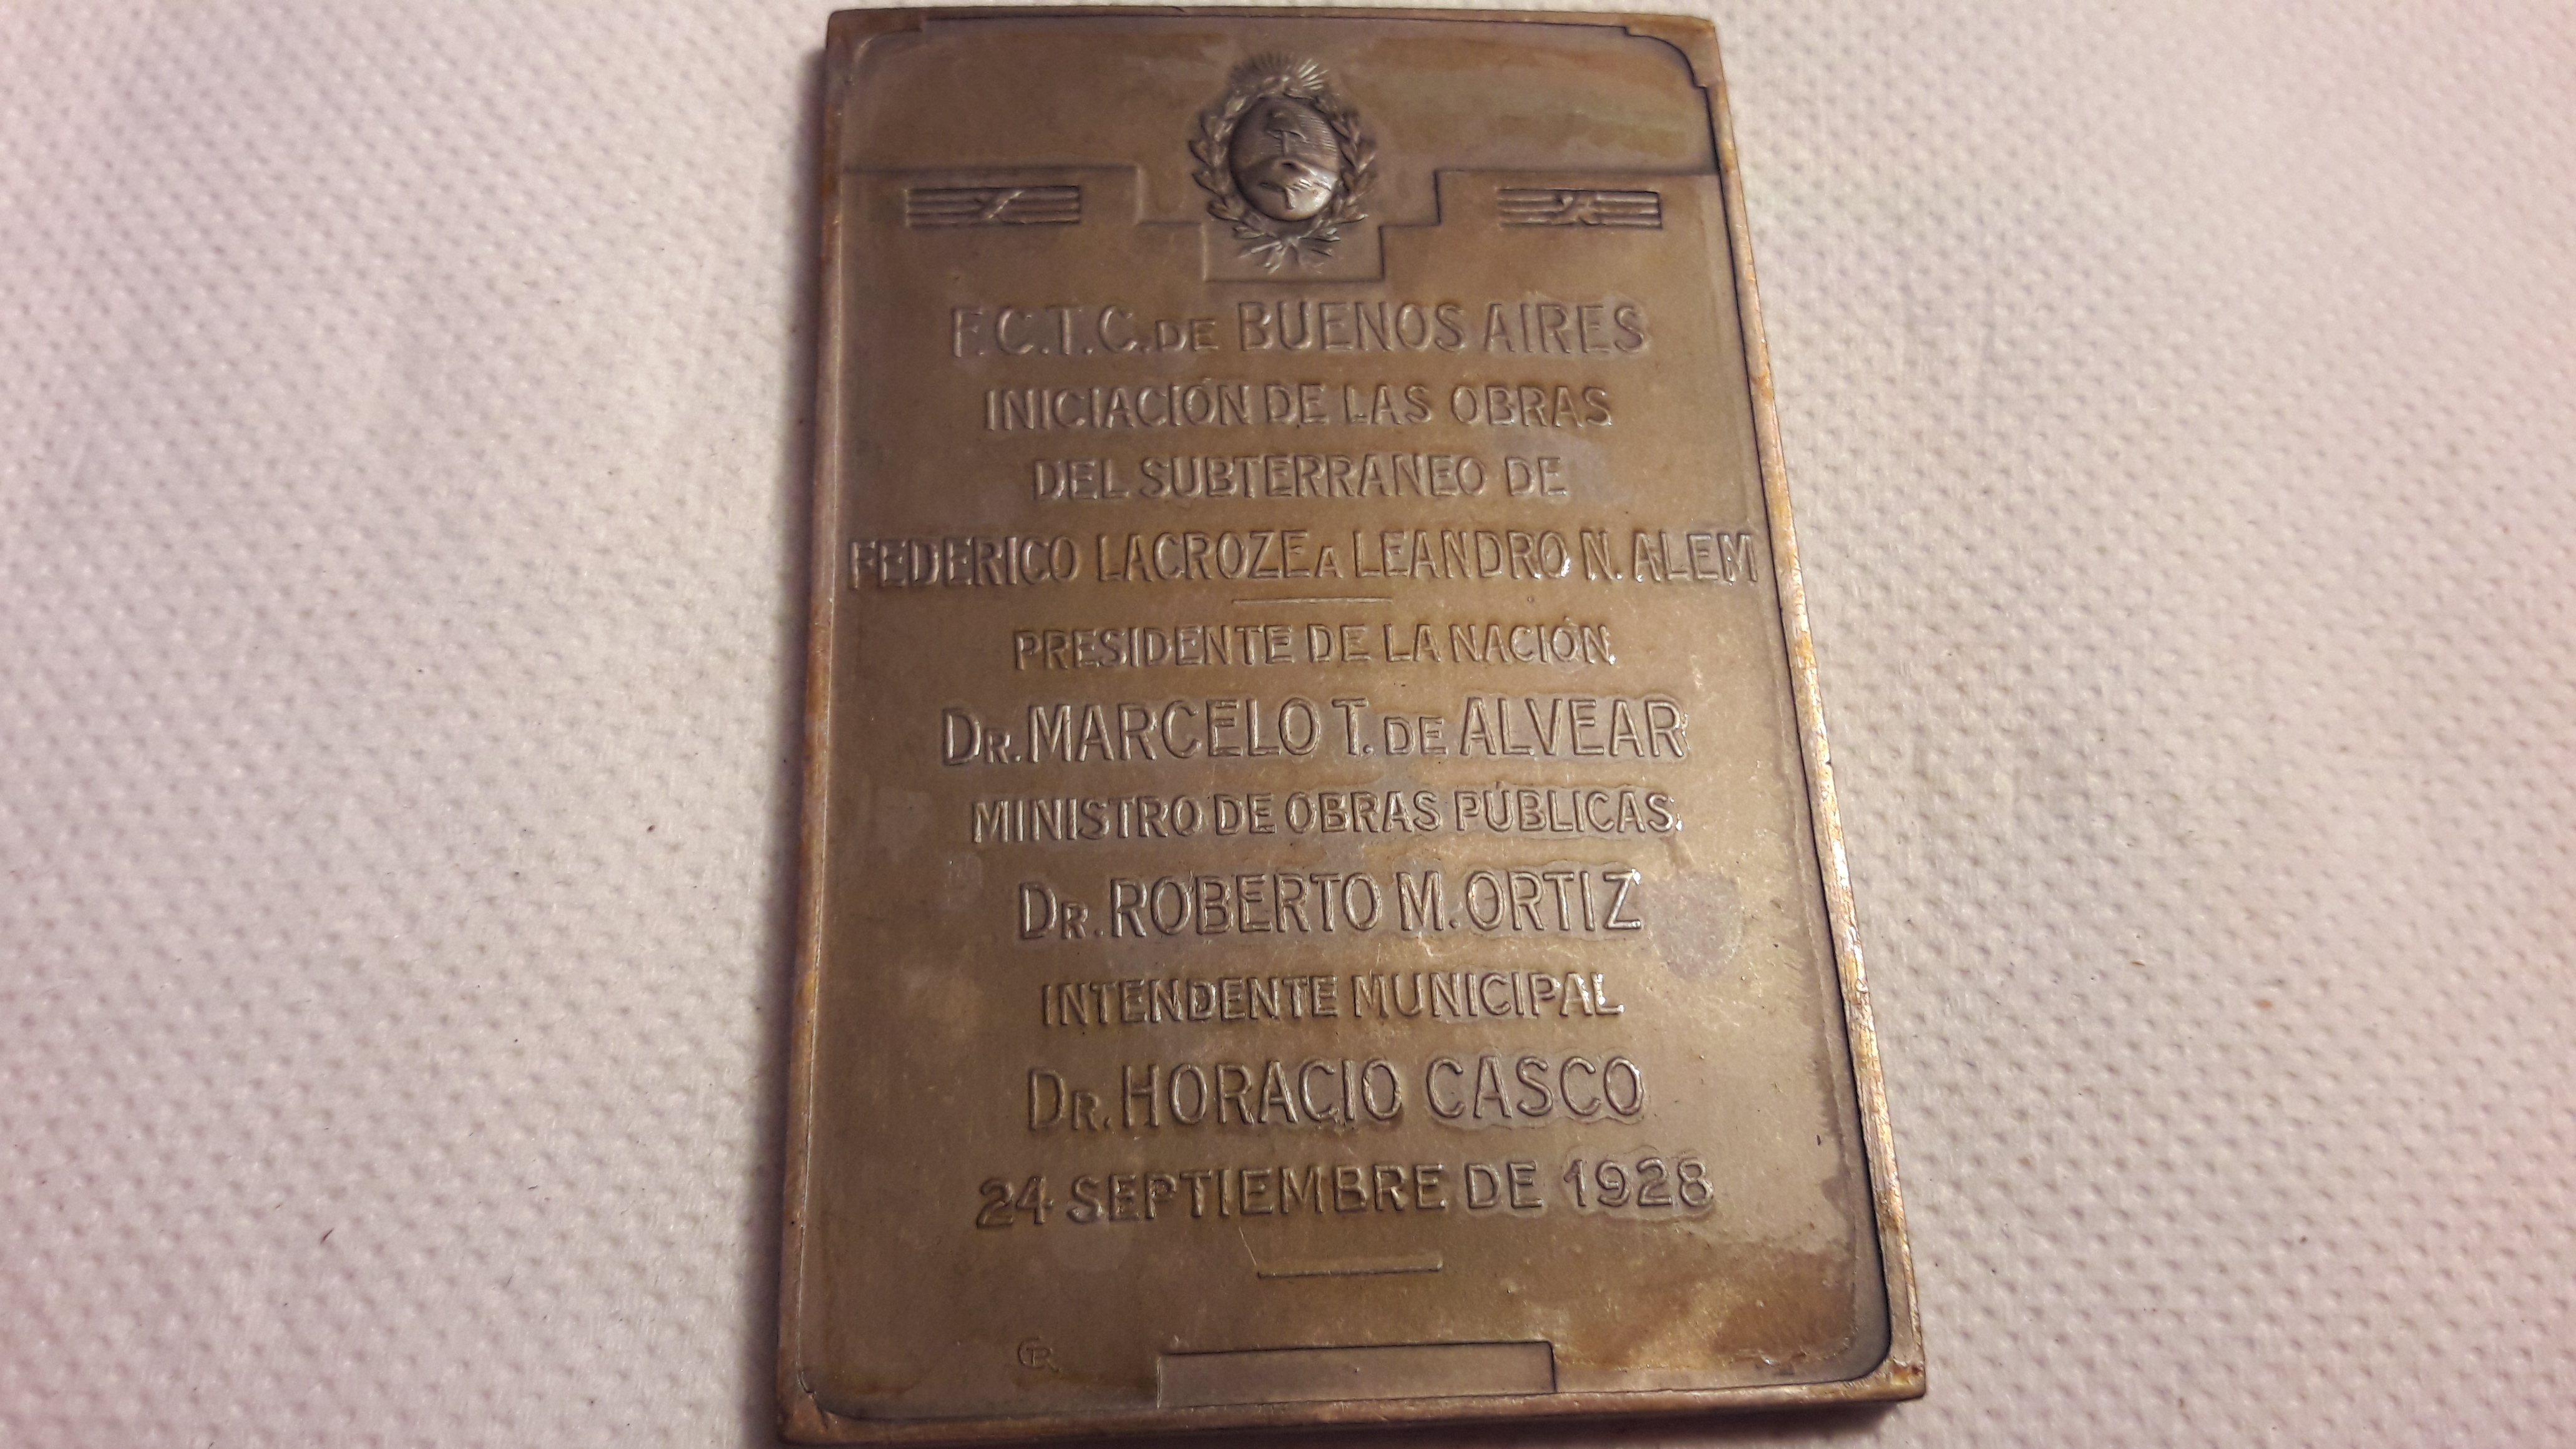 F.C.T.C. DE BUENOS AIRES
INICIACIÓN DE LAS OBRAS
DEL SUBTERRANEO DE
FEDERICO LACROZE A LEANDRO N. ALEM
PRESIDENTE DE LA NACIÓN
DR. MARCELO T. DE ALVEAR
MINISTRO DE OBRAS PÚBLICAS
DR. ROBERTO M. ORTIZ
INTENDENTE MUNICIPAL
DR. HORACIO CASCO
24 SEPTIEMBRE DE 1928